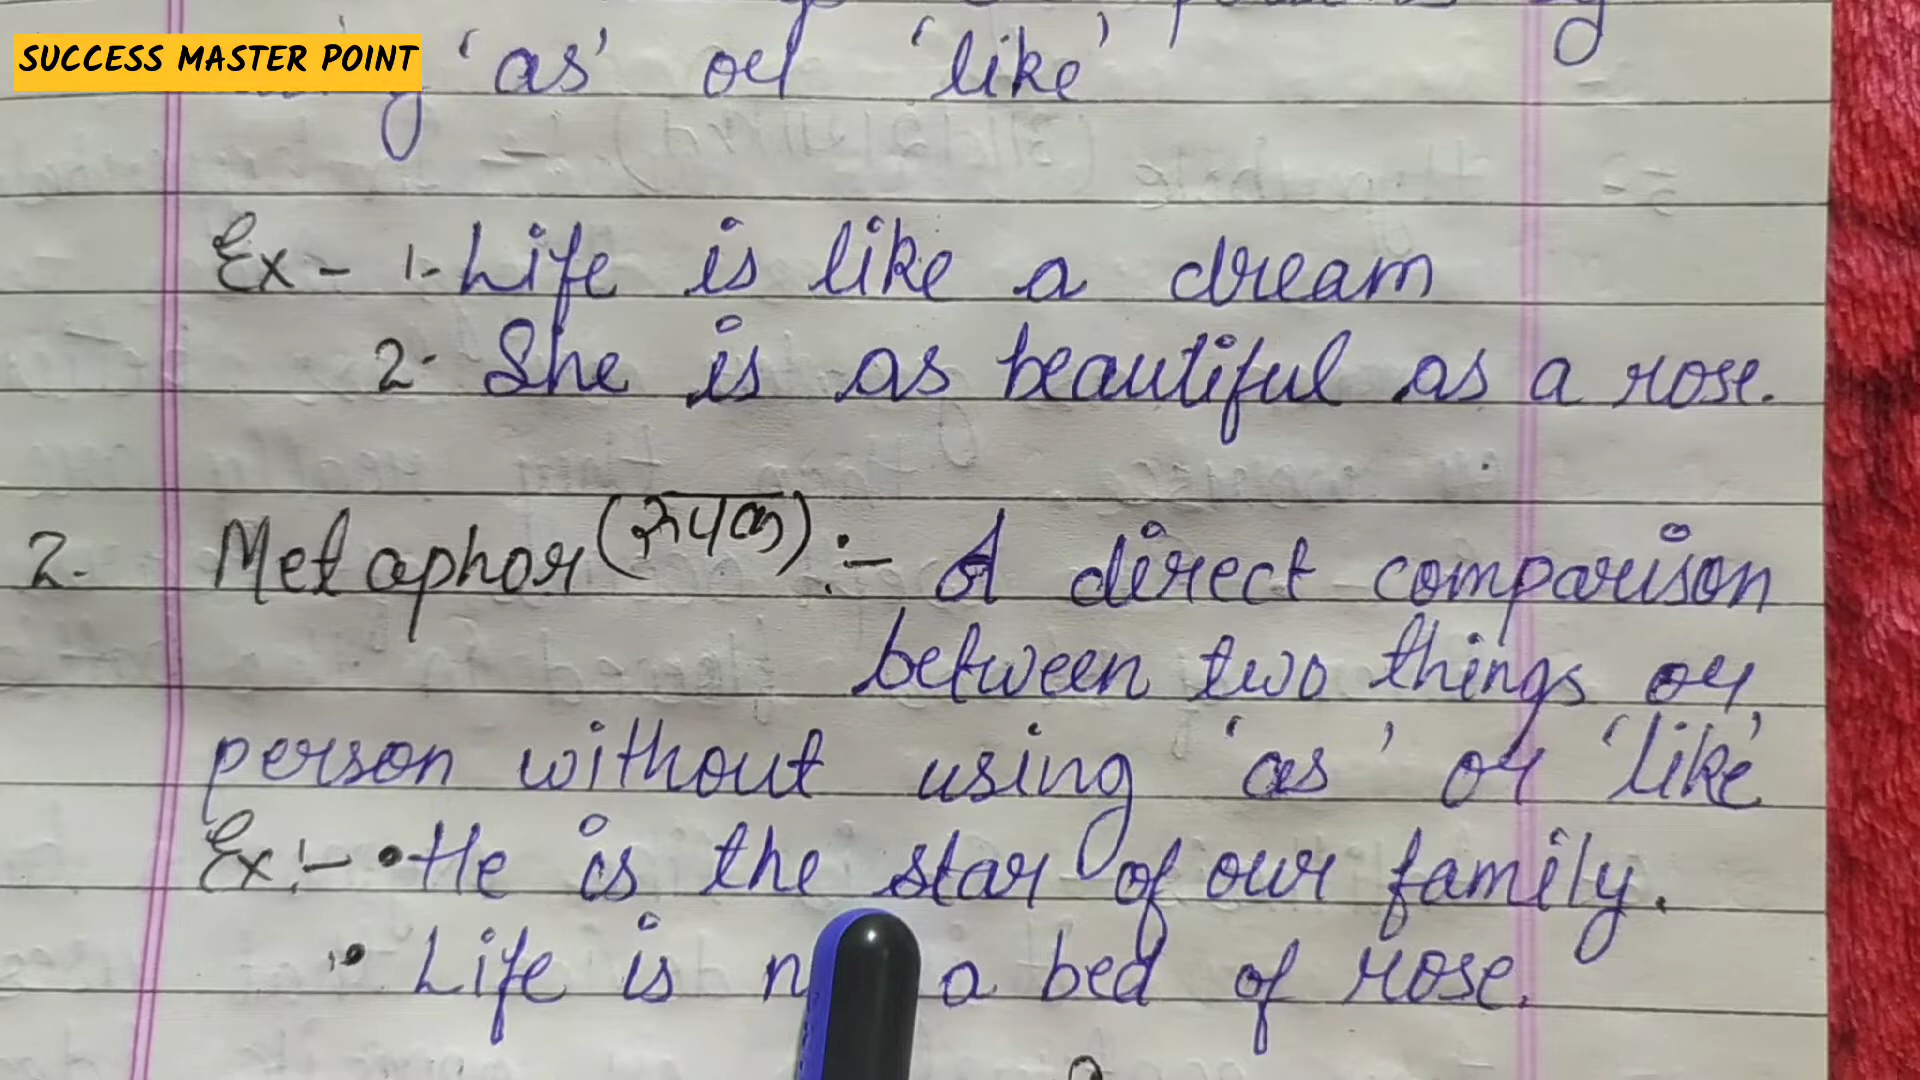 SUCCESS MASTER POINT
'as' or 'like'
Ex - 1- Life is like a dream
2- She is as beautiful as a rose.
2. Metaphor (रूपक) :- A direct comparison
between two things or
person without using 'as' or 'like'
Ex:- • He is the star of our family.
• Life is a bed of rose.